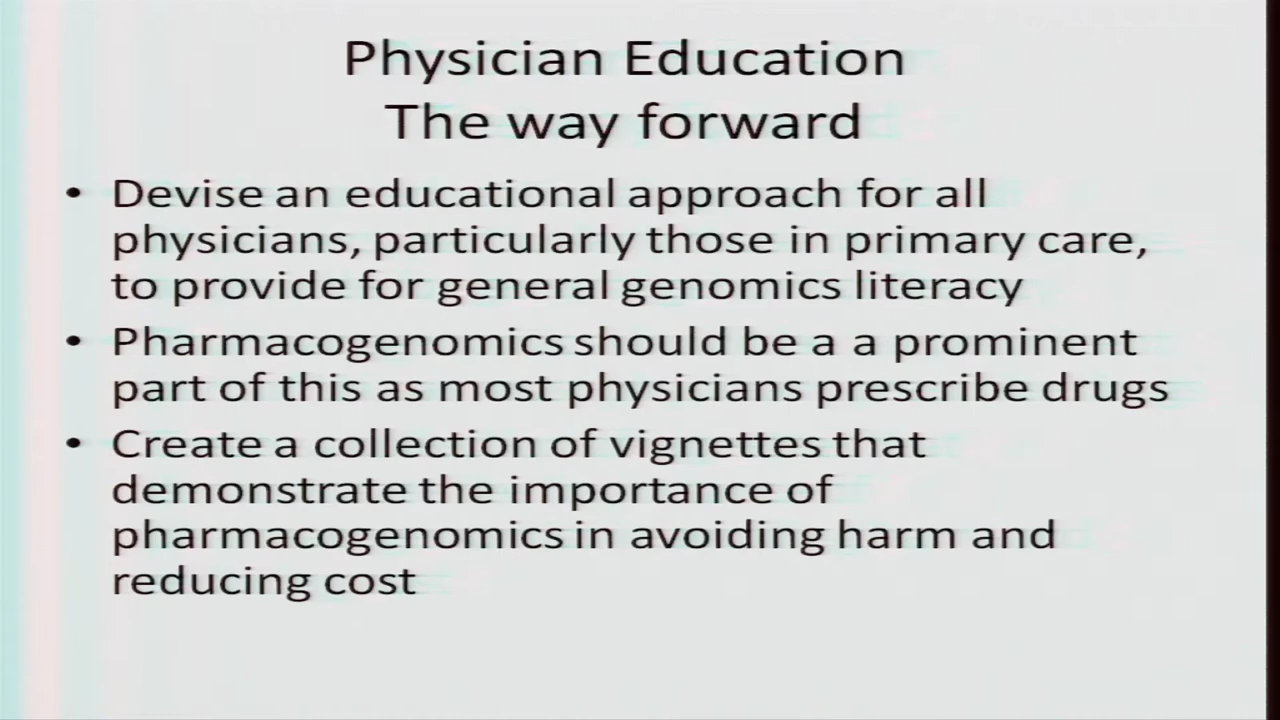 Physician Education
The way forward
• Devise an educational approach for all
physicians, particularly those in primary care,
to provide for general genomics literacy
• Pharmacogenomics should be a a prominent
part of this as most physicians prescribe drugs
• Create a collection of vignettes that
demonstrate the importance of
pharmacogenomics in avoiding harm and
reducing cost